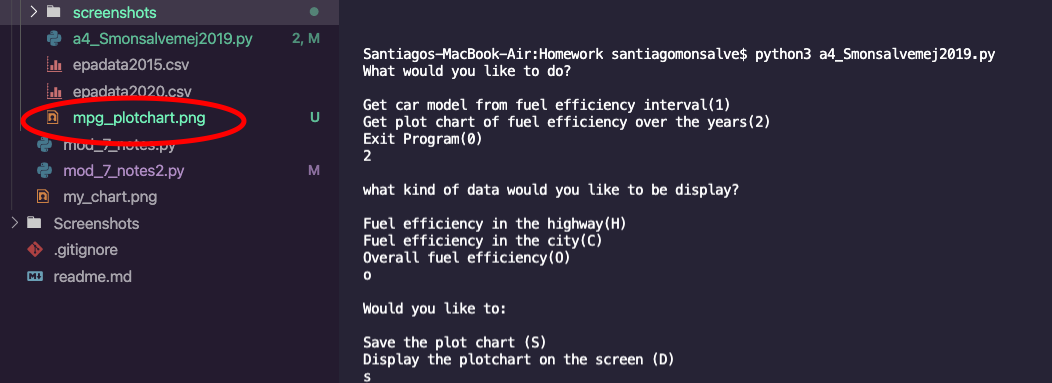 screenshots
a4_Smonsalvemej2019.py 2, M
epadata2015.csv
epadata2020.csv
mpg_plotchart.png U
mod_7_notes.py
mod_7_notes2.py M
my_chart.png
Screenshots
.gitignore
readme.md
Santiagos-MacBook-Air:Homework santiagomonsalve$ python3 a4_Smonsalvemej2019.py
What would you like to do?
Get car model from fuel efficiency interval(1)
Get plot chart of fuel efficiency over the years(2)
Exit Program(0)
2
what kind of data would you like to be display?
Fuel efficiency in the highway(H)
Fuel efficiency in the city(C)
Overall fuel efficiency(O)
o
Would you like to:
Save the plot chart (S)
Display the plotchart on the screen (D)
s